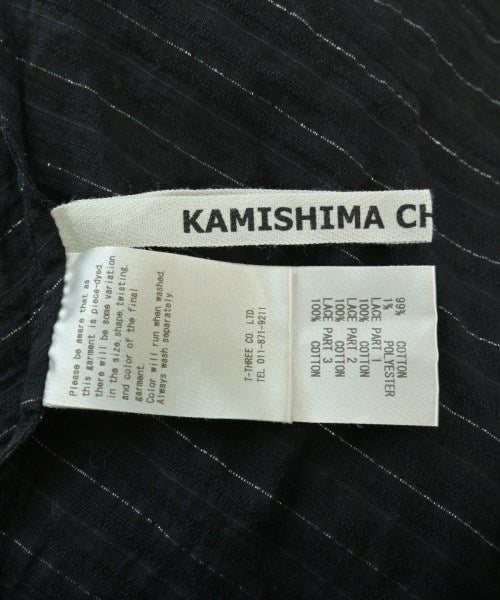 KAMISHIMA CH
Please be aware that as
this garment is piece-dyed,
there will be some variation
in the size,shape,twisting,
and color of the final
garment.
Color will run when washed.
Always wash separately.
T-THREE CO. LTD.
TEL 011-871-9211
99% COTTON
1% POLYESTER
LACE PART 1
100% COTTON
LACE PART 2
100% COTTON
LACE PART 3
100% COTTON